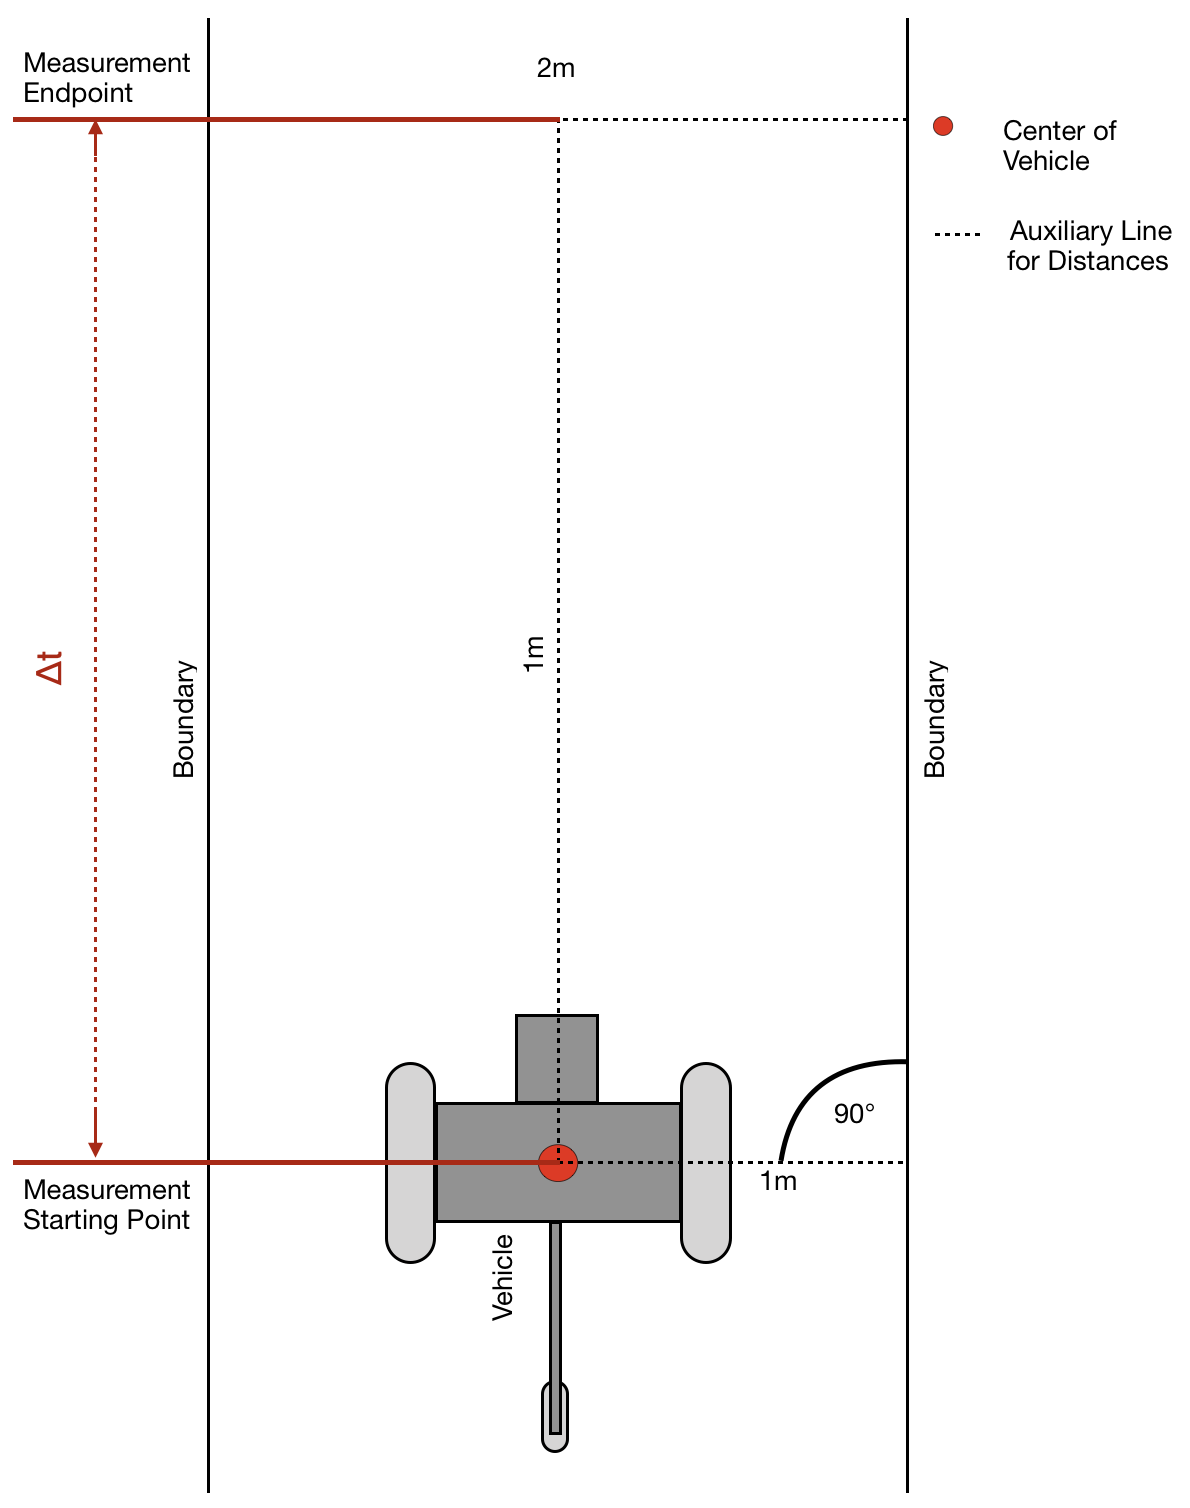 Measurement
Endpoint
2m
Center of
Vehicle
Auxiliary Line
for Distances
Δt
Boundary
1m
Boundary
90°
1m
Measurement
Starting Point
Vehicle